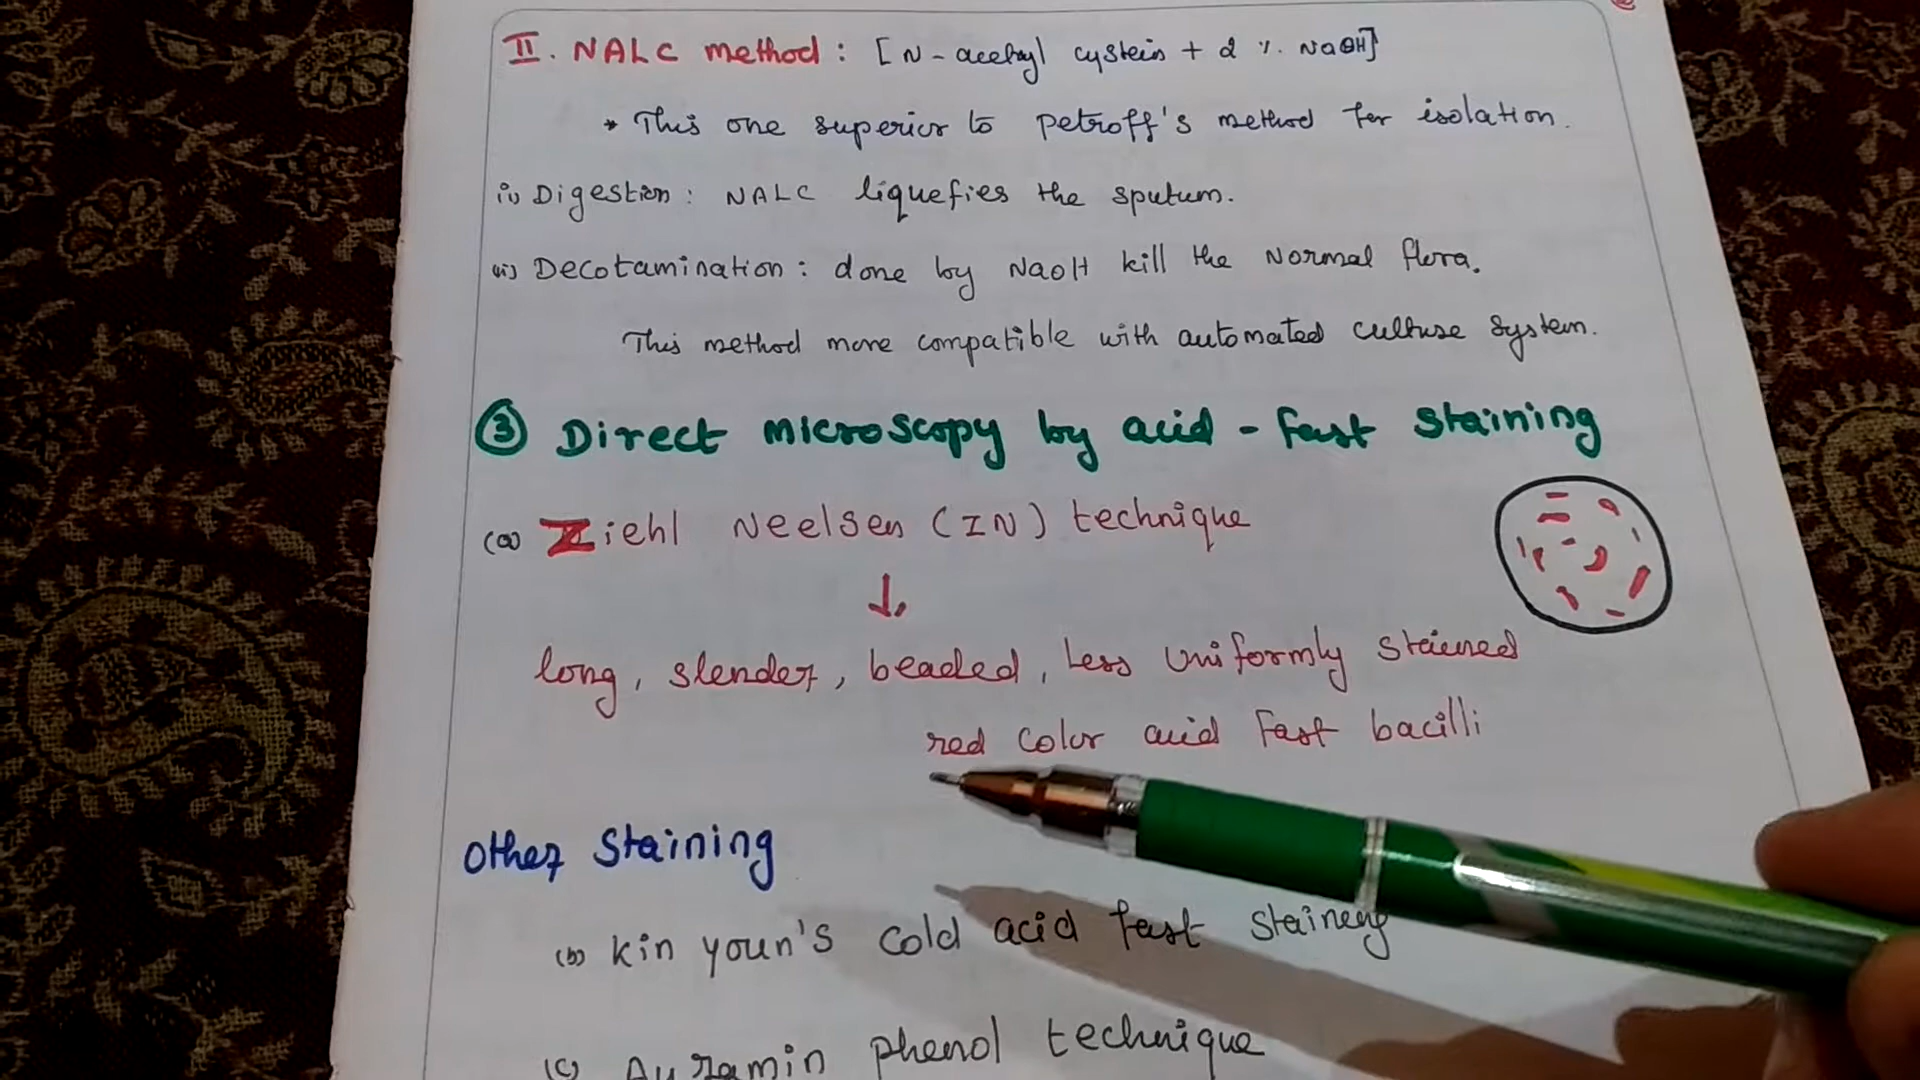 II. NALC method : [N-acetyl cystein + 2 %. NaOH]
* This one superior to petroff's method for isolation.
i) Digestion : NALC liquefies the sputum.
ii) Decotamination : done by NaOH kill the Normal flora.
This method more compatible with automated culture system.
③ Direct microscopy by acid-fast staining
(a) Ziehl Neelsen (ZN) technique
↓
long, slender, beaded, Less Uniformly stained
red color acid fast bacilli
Other Staining
(b) kin youn's cold acid fast staining
(c) Auramin phenol technique